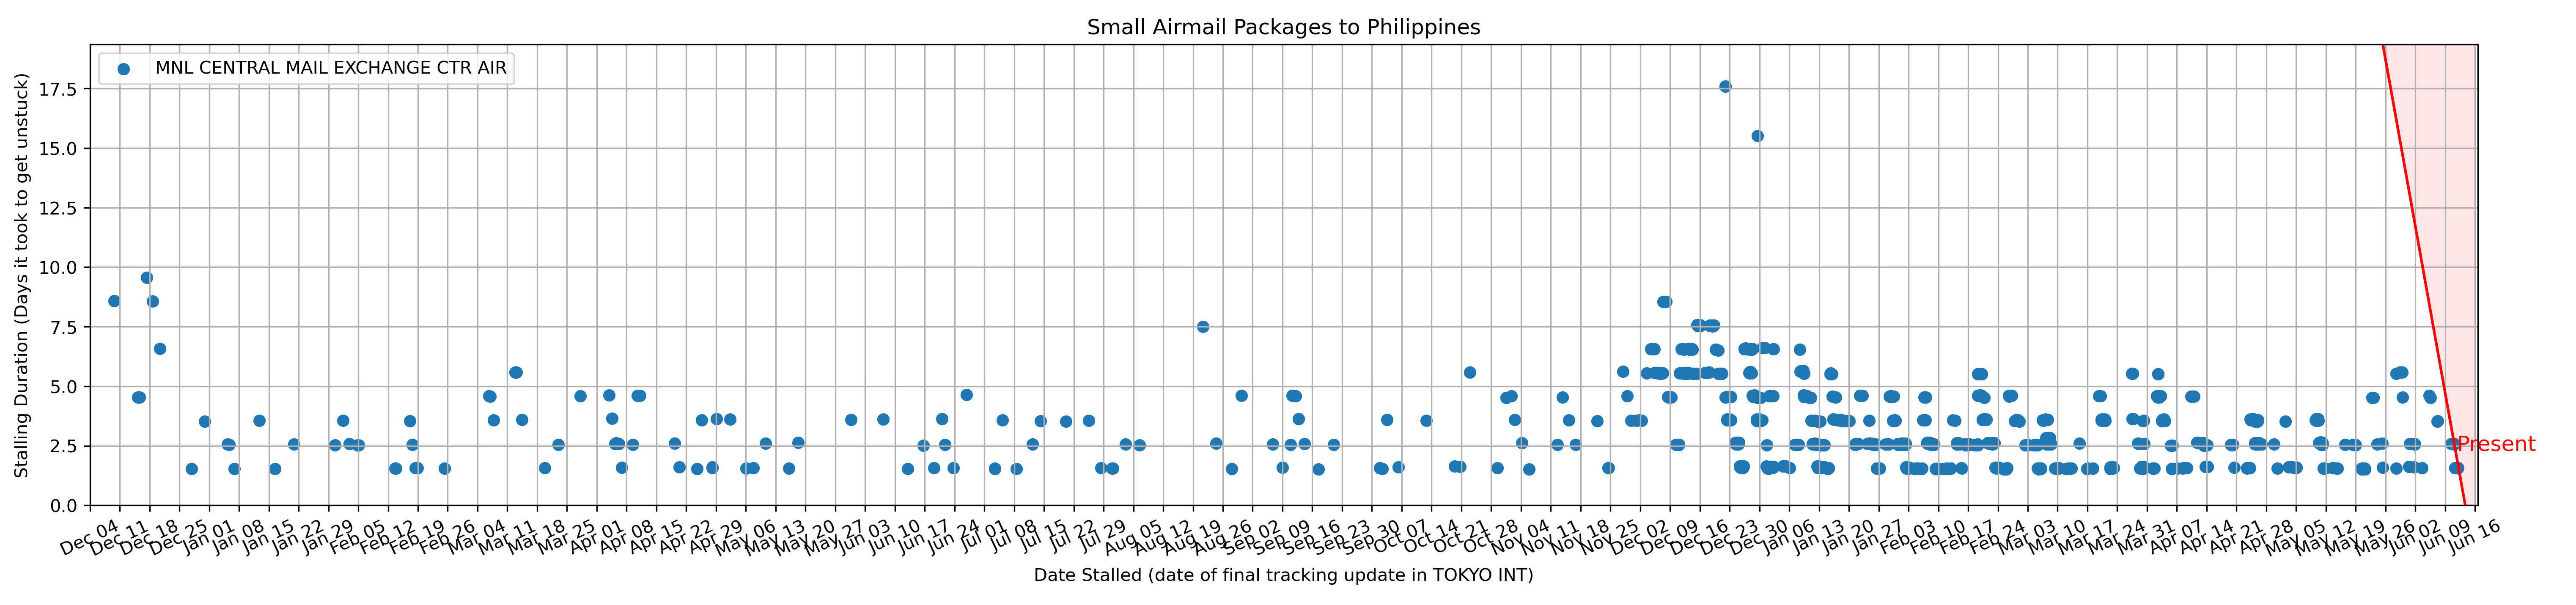 Small Airmail Packages to Philippines
MNL CENTRAL MAIL EXCHANGE CTR AIR
Stalling Duration (Days it took to get unstuck)
17.5
15.0
12.5
10.0
7.5
5.0
2.5
0.0
Present
Dec 04
Dec 11
Dec 18
Dec 25
Jan 01
Jan 08
Jan 15
Jan 22
Jan 29
Feb 05
Feb 12
Feb 19
Feb 26
Mar 04
Mar 11
Mar 18
Mar 25
Apr 01
Apr 08
Apr 15
Apr 22
Apr 29
May 06
May 13
May 20
May 27
Jun 03
Jun 10
Jun 17
Jun 24
Jul 01
Jul 08
Jul 15
Jul 22
Jul 29
Aug 05
Aug 12
Aug 19
Aug 26
Sep 02
Sep 09
Sep 16
Sep 23
Sep 30
Oct 07
Oct 14
Oct 21
Oct 28
Nov 04
Nov 11
Nov 18
Nov 25
Dec 02
Dec 09
Dec 16
Dec 23
Dec 30
Jan 06
Jan 13
Jan 20
Jan 27
Feb 03
Feb 10
Feb 17
Feb 24
Mar 03
Mar 10
Mar 17
Mar 24
Mar 31
Apr 07
Apr 14
Apr 21
Apr 28
May 05
May 12
May 19
May 26
Jun 02
Jun 09
Jun 16
Date Stalled (date of final tracking update in TOKYO INT)